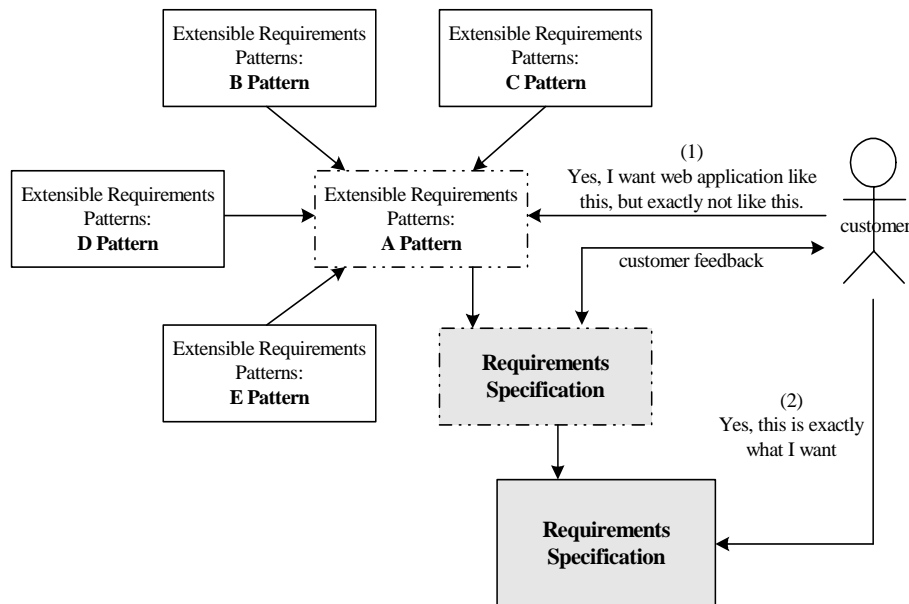 Extensible Requirements
Patterns:
B Pattern
Extensible Requirements
Patterns:
C Pattern
(1)
Yes, I want web application like
this, but exactly not like this.
Extensible Requirements
Patterns:
D Pattern
Extensible Requirements
Patterns:
A Pattern
customer
customer feedback
Extensible Requirements
Patterns:
E Pattern
Requirements
Specification
(2)
Yes, this is exactly
what I want
Requirements
Specification